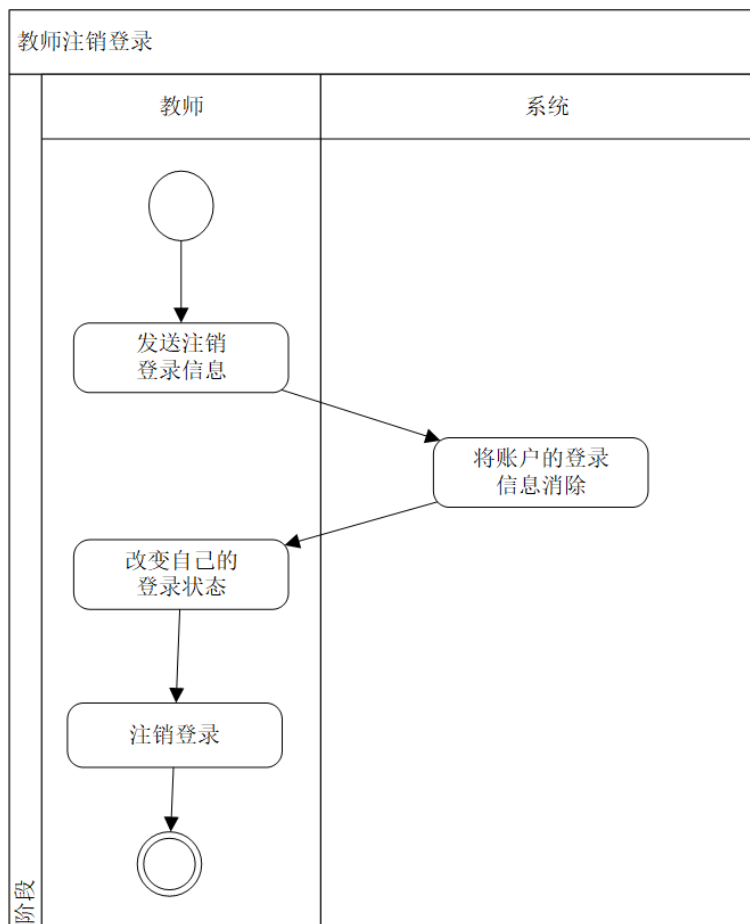 教师注销登录
教师
系统
发送注销
登录信息
将账户的登录
信息消除
改变自己的
登录状态
注销登录
阶段